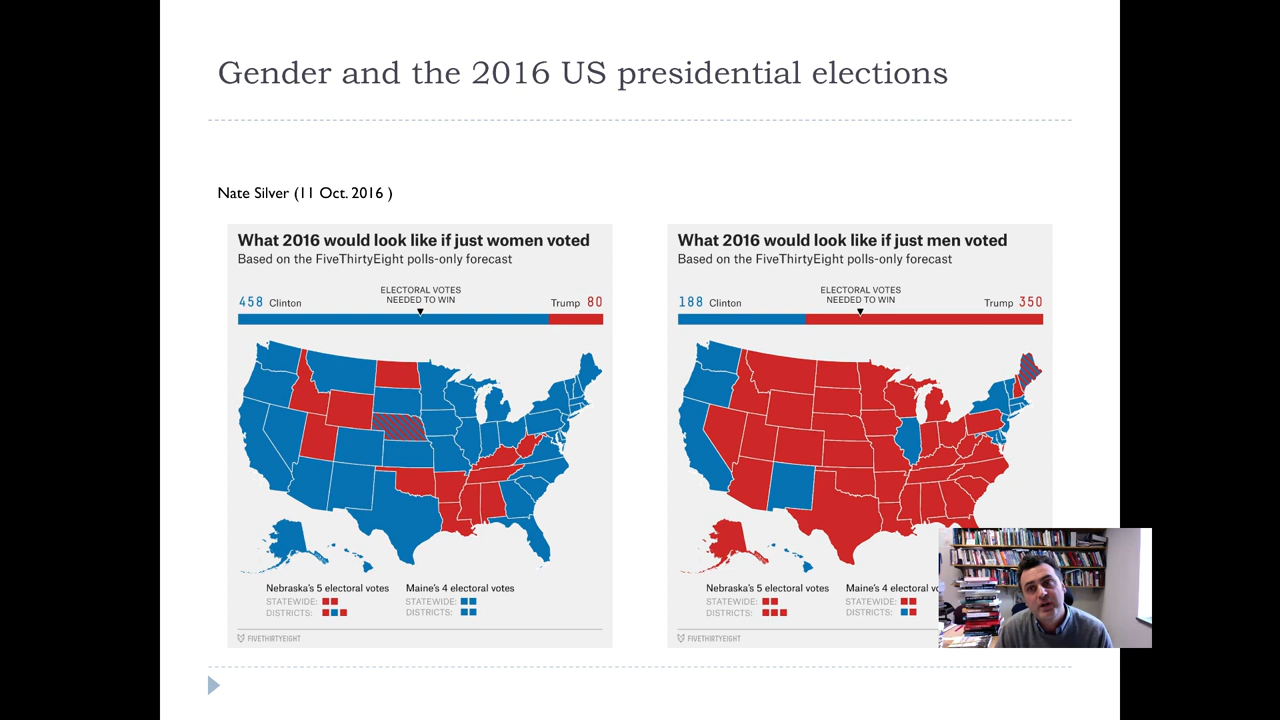 Gender and the 2016 US presidential elections
Nate Silver (11 Oct. 2016 )
What 2016 would look like if just women voted
Based on the FiveThirtyEight polls-only forecast
ELECTORAL VOTES
NEEDED TO WIN
458 Clinton
Trump 80
Nebraska's 5 electoral votes
STATEWIDE:
DISTRICTS:
Maine's 4 electoral votes
STATEWIDE:
DISTRICTS:
FIVETHIRTYEIGHT
What 2016 would look like if just men voted
Based on the FiveThirtyEight polls-only forecast
ELECTORAL VOTES
NEEDED TO WIN
188 Clinton
Trump 350
Nebraska's 5 electoral votes
STATEWIDE:
DISTRICTS:
Maine's 4 electoral vo
STATEWIDE:
DISTRICTS:
FIVETHIRTYEIGHT